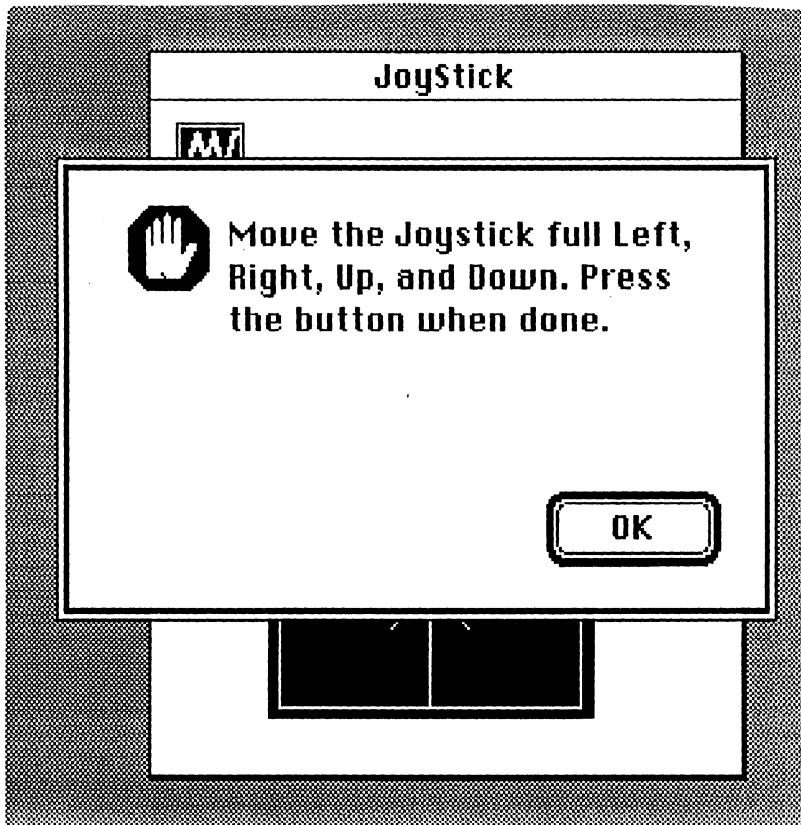 JoyStick
Move the Joystick full Left,
Right, Up, and Down. Press
the button when done.
OK